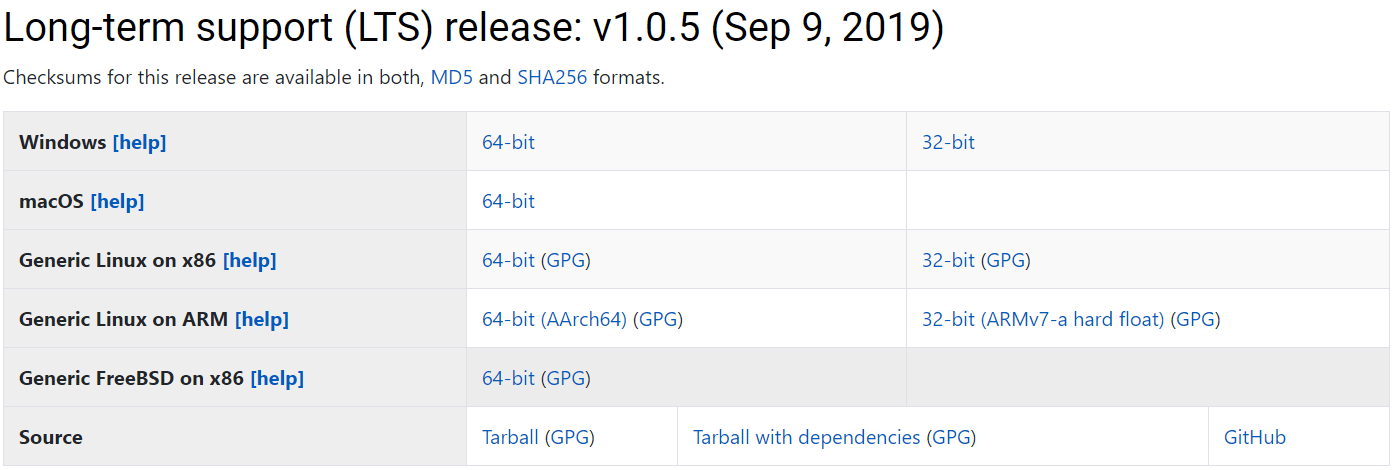 Long-term support (LTS) release: v1.0.5 (Sep 9, 2019)
Checksums for this release are available in both, MD5 and SHA256 formats.
Windows [help] 64-bit 32-bit
macOS [help] 64-bit
Generic Linux on x86 [help] 64-bit (GPG) 32-bit (GPG)
Generic Linux on ARM [help] 64-bit (AArch64) (GPG) 32-bit (ARMv7-a hard float) (GPG)
Generic FreeBSD on x86 [help] 64-bit (GPG)
Source Tarball (GPG) Tarball with dependencies (GPG) GitHub